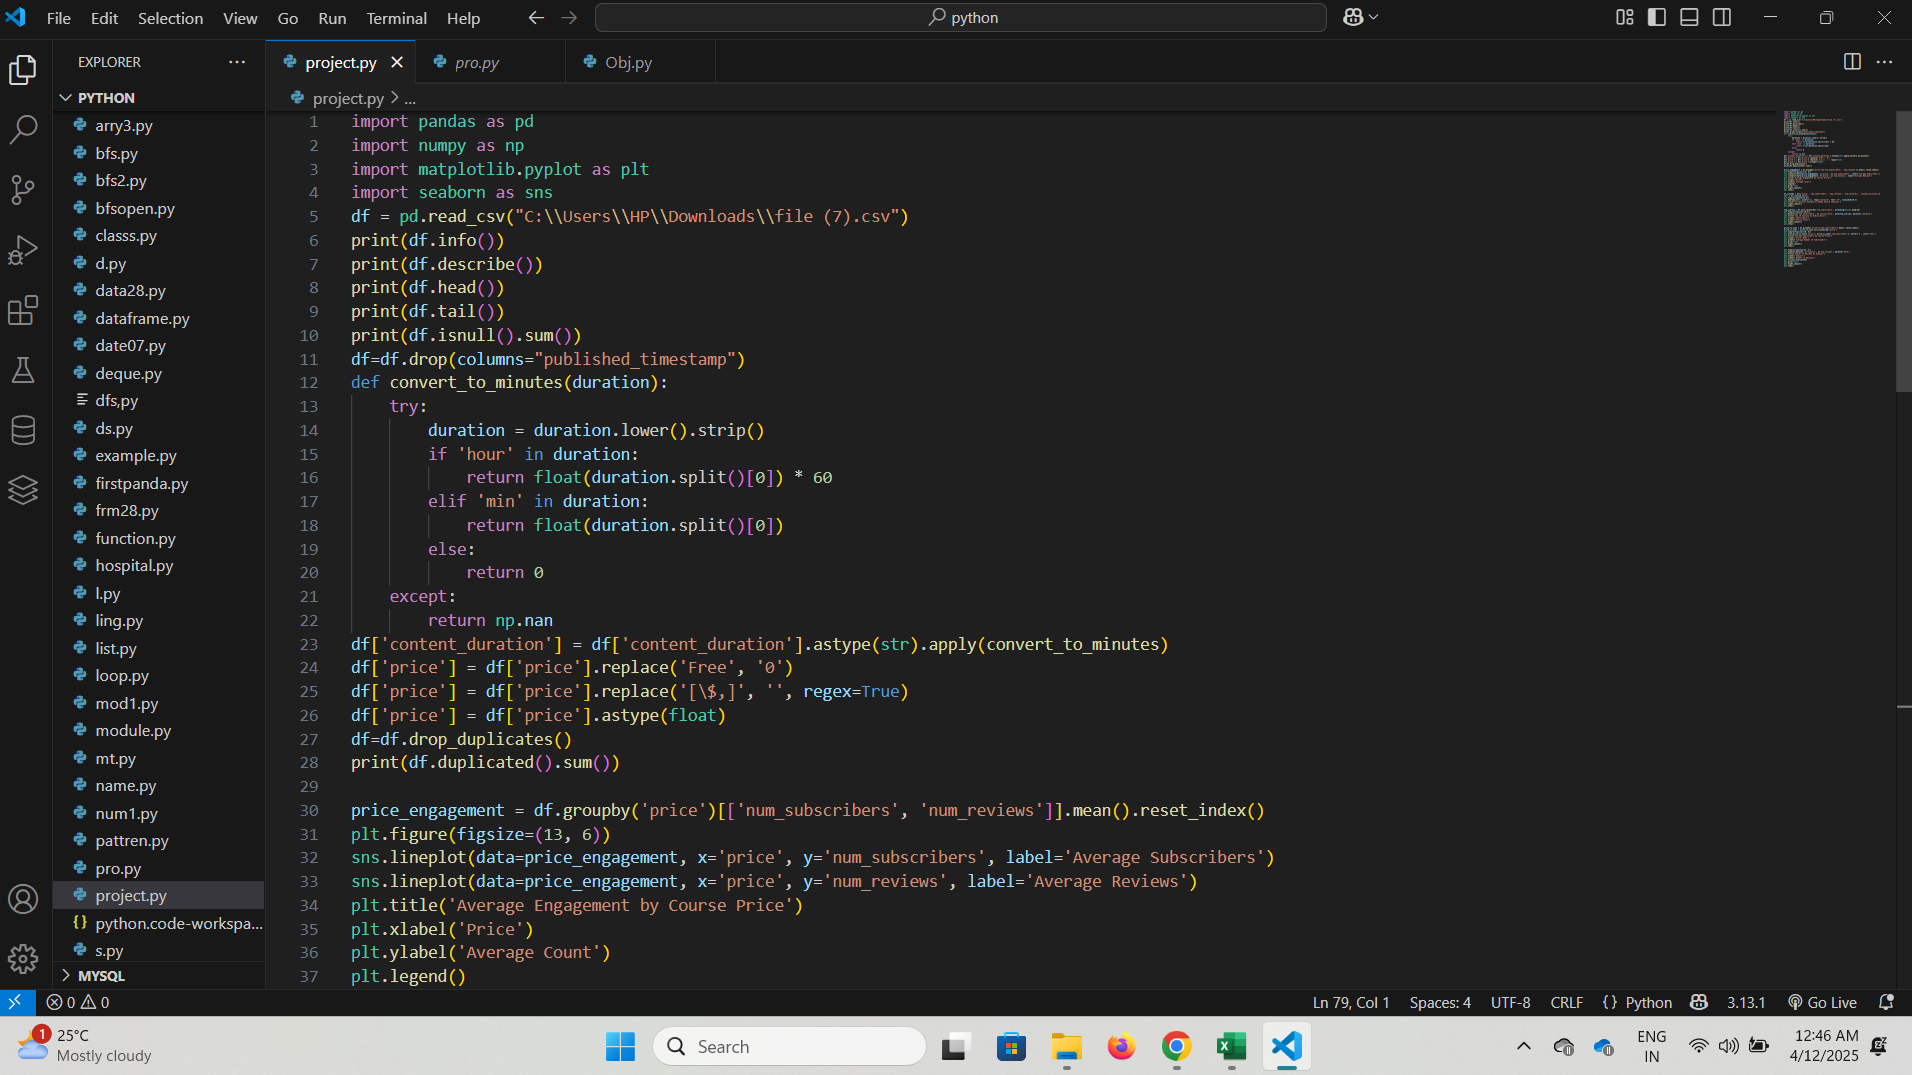 File Edit Selection View Go Run Terminal Help
python
EXPLORER
project.py
pro.py
Obj.py
PYTHON
project.py > ...
arry3.py
bfs.py
bfs2.py
bfsopen.py
classs.py
d.py
data28.py
dataframe.py
date07.py
deque.py
dfs,py
ds.py
example.py
firstpanda.py
frm28.py
function.py
hospital.py
l.py
ling.py
list.py
loop.py
mod1.py
module.py
mt.py
name.py
num1.py
pattren.py
pro.py
project.py
{} python.code-workspa...
s.py
MYSQL
1 import pandas as pd
2 import numpy as np
3 import matplotlib.pyplot as plt
4 import seaborn as sns
5 df = pd.read_csv("C:\\Users\\HP\\Downloads\\file (7).csv")
6 print(df.info())
7 print(df.describe())
8 print(df.head())
9 print(df.tail())
10 print(df.isnull().sum())
11 df=df.drop(columns="published_timestamp")
12 def convert_to_minutes(duration):
13     try:
14         duration = duration.lower().strip()
15         if 'hour' in duration:
16             return float(duration.split()[0]) * 60
17         elif 'min' in duration:
18             return float(duration.split()[0])
19         else:
20             return 0
21     except:
22         return np.nan
23 df['content_duration'] = df['content_duration'].astype(str).apply(convert_to_minutes)
24 df['price'] = df['price'].replace('Free', '0')
25 df['price'] = df['price'].replace('[\$,]', '', regex=True)
26 df['price'] = df['price'].astype(float)
27 df=df.drop_duplicates()
28 print(df.duplicated().sum())
29
30 price_engagement = df.groupby('price')[['num_subscribers', 'num_reviews']].mean().reset_index()
31 plt.figure(figsize=(13, 6))
32 sns.lineplot(data=price_engagement, x='price', y='num_subscribers', label='Average Subscribers')
33 sns.lineplot(data=price_engagement, x='price', y='num_reviews', label='Average Reviews')
34 plt.title('Average Engagement by Course Price')
35 plt.xlabel('Price')
36 plt.ylabel('Average Count')
37 plt.legend()
0 0
Ln 79, Col 1 Spaces: 4 UTF-8 CRLF {} Python 3.13.1 Go Live
1
25°C
Mostly cloudy
Search
ENG
IN
12:46 AM
4/12/2025